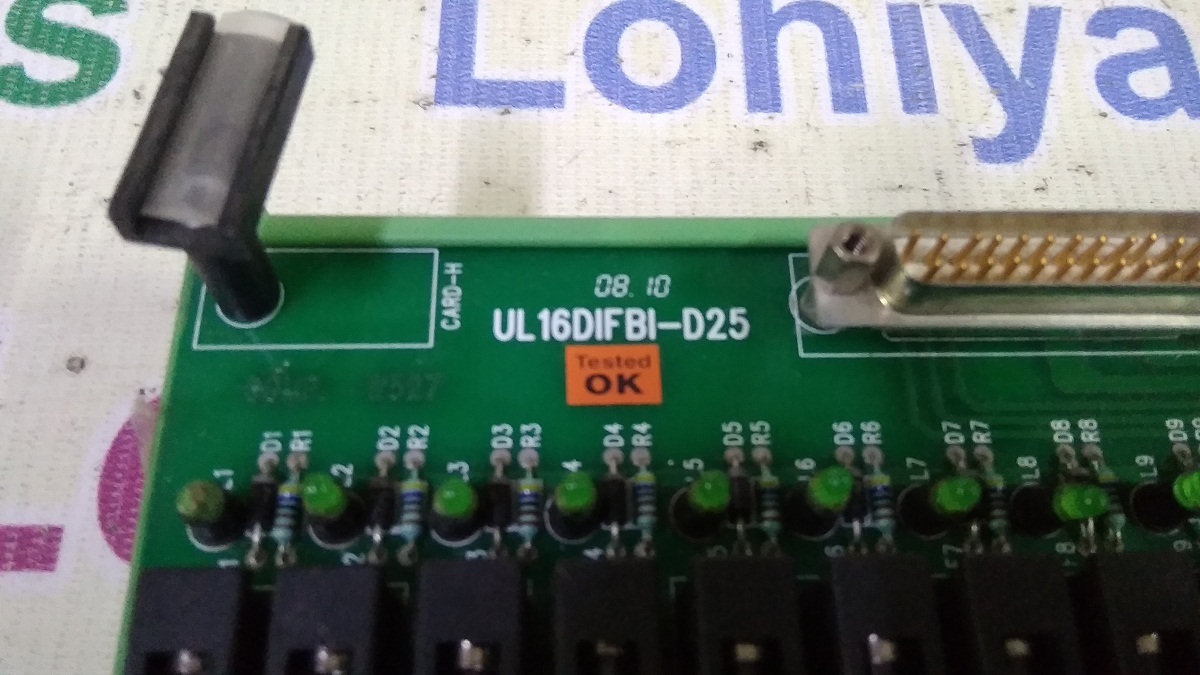 s
Lohiya
08.10
UL16DIFBI-D25
CARD-H
Tested
OK
D1 R1 D2 R2 D3 R3 D4 R4 D5 R5 D6 R6 D7 R7 D8 R8 D9
L7 L8 L9